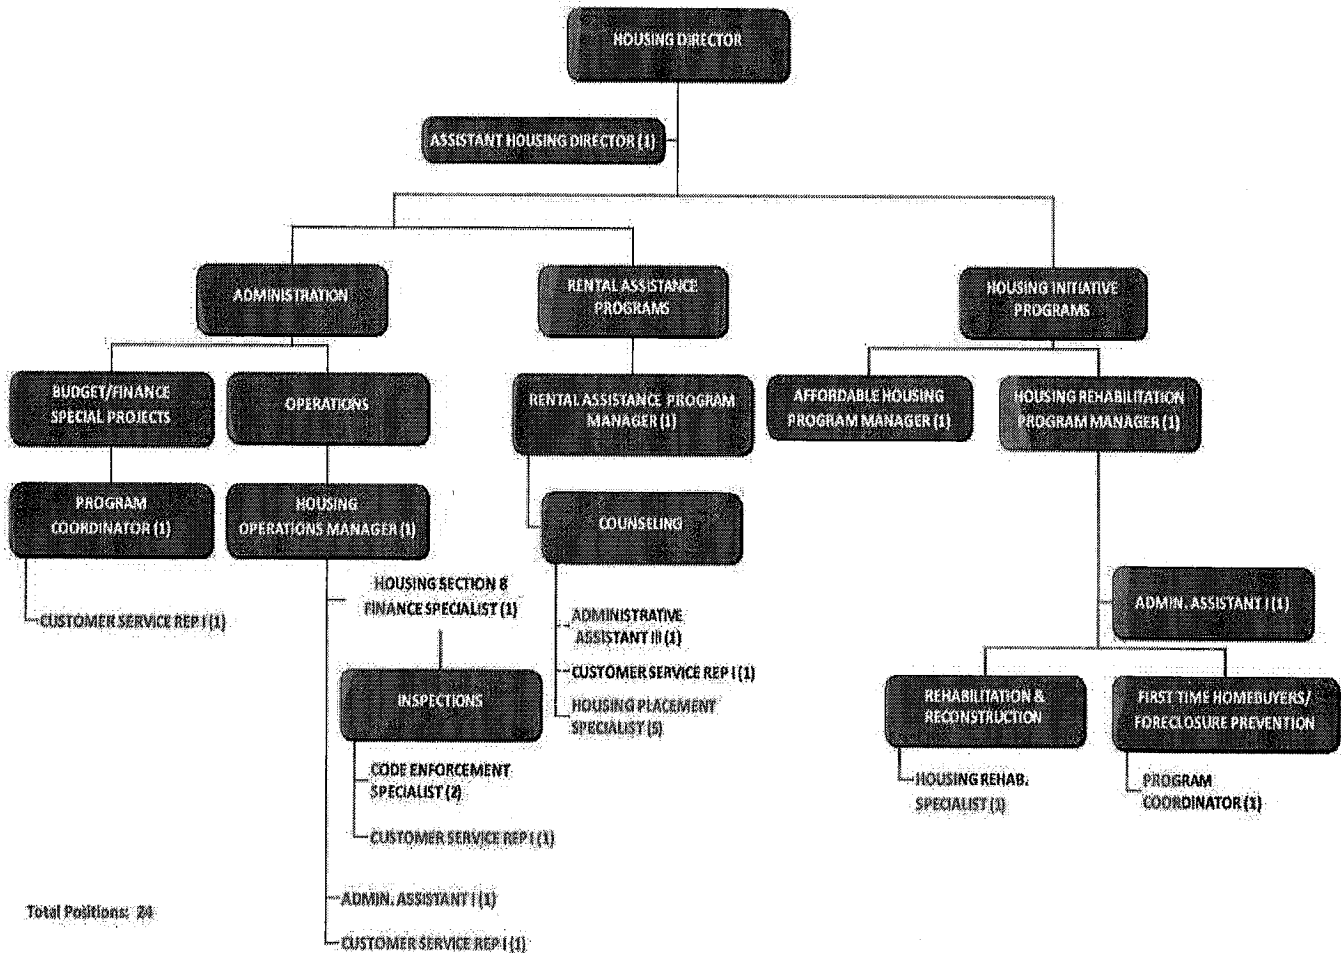 HOUSING DIRECTOR
ASSISTANT HOUSING DIRECTOR (1)
ADMINISTRATION
RENTAL ASSISTANCE
PROGRAMS
HOUSING INITIATIVE
PROGRAMS
BUDGET/FINANCE
SPECIAL PROJECTS
OPERATIONS
RENTAL ASSISTANCE PROGRAM
MANAGER (1)
AFFORDABLE HOUSING
PROGRAM MANAGER (1)
HOUSING REHABILITATION
PROGRAM MANAGER (1)
PROGRAM
COORDINATOR (1)
HOUSING
OPERATIONS MANAGER (1)
COUNSELING
CUSTOMER SERVICE REP I (1)
HOUSING SECTION 8
FINANCE SPECIALIST (1)
ADMINISTRATIVE
ASSISTANT III (1)
CUSTOMER SERVICE REP I (1)
HOUSING PLACEMENT
SPECIALIST (5)
ADMIN. ASSISTANT I (1)
INSPECTIONS
REHABILITATION &
RECONSTRUCTION
FIRST TIME HOMEBUYERS/
FORECLOSURE PREVENTION
CODE ENFORCEMENT
SPECIALIST (2)
CUSTOMER SERVICE REP I (1)
HOUSING REHAB.
SPECIALIST (1)
PROGRAM
COORDINATOR (1)
ADMIN. ASSISTANT I (1)
CUSTOMER SERVICE REP I (1)
Total Positions: 24